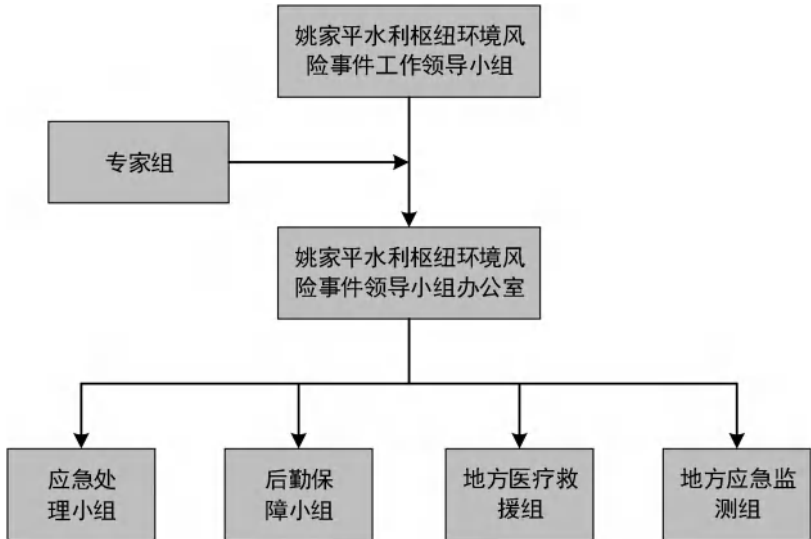 姚家平水利枢纽环境风
险事件工作领导小组
专家组
姚家平水利枢纽环境风
险事件领导小组办公室
应急处
理小组
后勤保
障小组
地方医疗救
援组
地方应急监
测组